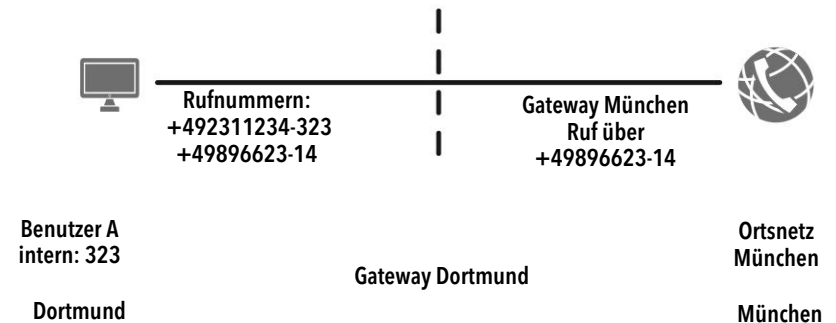 Rufnummern:
+492311234-323
+49896623-14
Gateway München
Ruf über
+49896623-14
Benutzer A
intern: 323
Gateway Dortmund
Ortsnetz
München
Dortmund
München